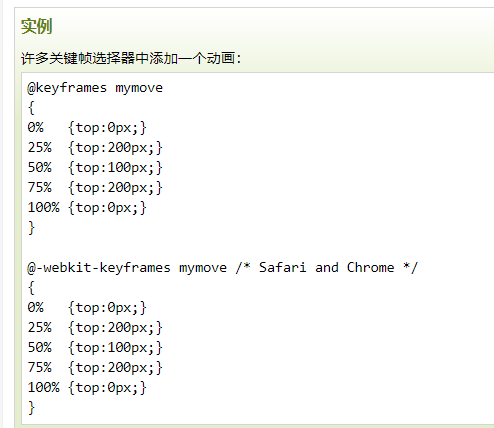 实例
许多关键帧选择器中添加一个动画：
@keyframes mymove
{
0%   {top:0px;}
25%  {top:200px;}
50%  {top:100px;}
75%  {top:200px;}
100% {top:0px;}
}

@-webkit-keyframes mymove /* Safari and Chrome */
{
0%   {top:0px;}
25%  {top:200px;}
50%  {top:100px;}
75%  {top:200px;}
100% {top:0px;}
}